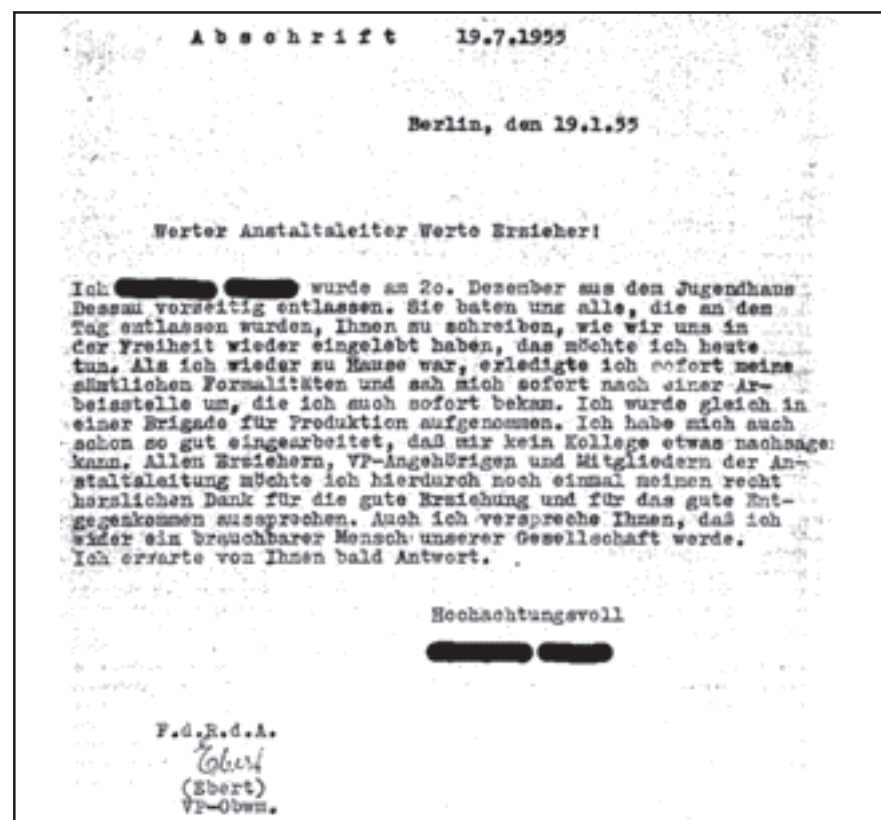 A b s c h r i f t 19.7.1955
Berlin, den 19.1.55
Werter Anstaltsleiter Werte Erzieher!
Ich wurde am 20. Dezember aus dem Jugendhaus
Dessau vorzeitig entlassen. Sie baten uns alle, die an dem
Tag entlassen wurden, Ihnen zu schreiben, wie wir uns in
der Freiheit wieder eingelebt haben, das möchte ich heute
tun. Als ich wieder zu Hause war, erledigte ich sofort meine
sämtlichen Formalitäten und sah mich sofort nach einer Ar-
beisstelle um, die ich auch sofort bekam. Ich wurde gleich in
einer Brigade für Produktion aufgenommen. Ich habe mich auch
schon so gut eingearbeitet, daß mir kein Kollege etwas nachsage
kann. Allen Erziehern, VP-Angehörigen und Mitgliedern der An-
staltsleitung möchte ich hierdurch noch einmal meinen recht
herzlichen Dank für die gute Erziehung und für das gute Ent-
gegenkommen aussprechen. Auch ich verspreche Ihnen, daß ich
wider ein brauchbarer Mensch unserer Gesellschaft werde.
Ich erwarte von Ihnen bald Antwort.
Hochachtungsvoll
F.d.R.d.A.
Ebert
(Ebert)
VP-Obwm.